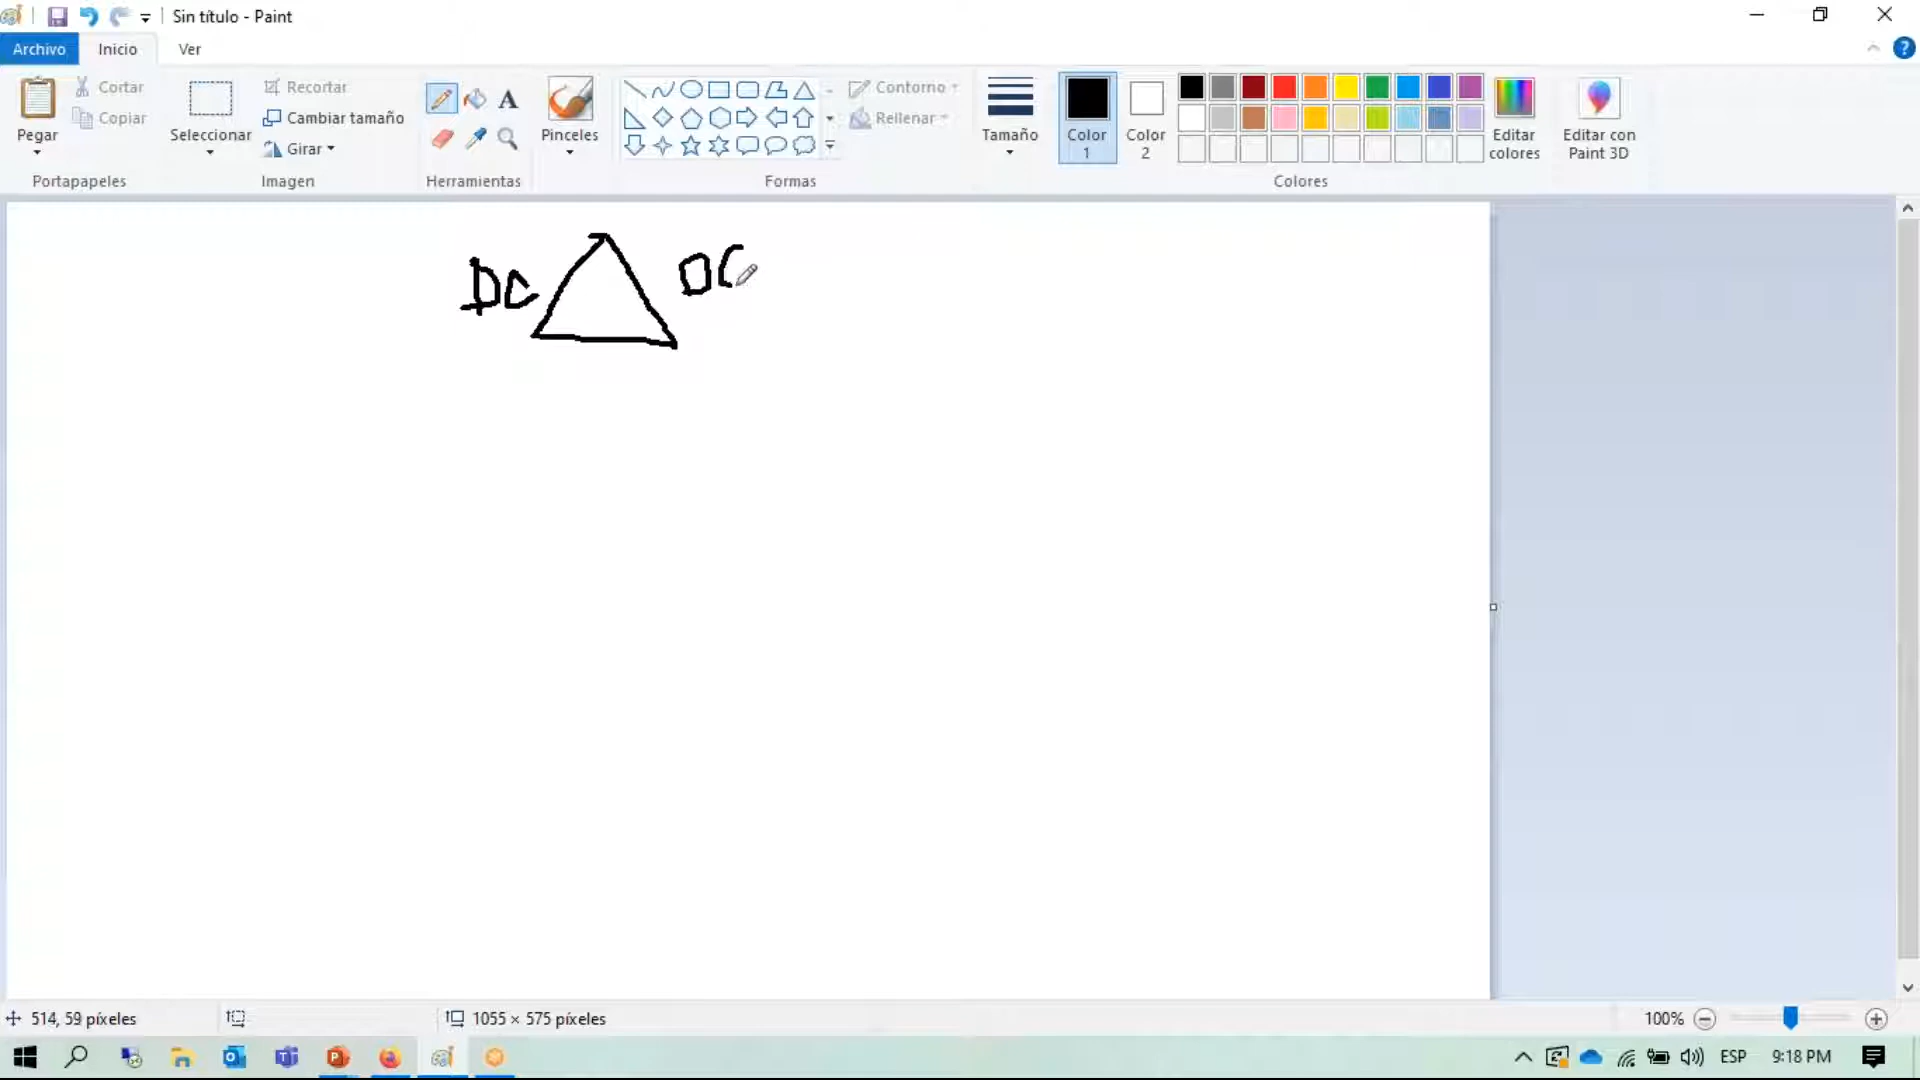 Sin título - Paint
Archivo Inicio Ver
Pegar
Cortar
Copiar
Portapapeles
Seleccionar
Recortar
Cambiar tamaño
Girar
Imagen
A
Herramientas
Pinceles
Contorno
Rellenar
Formas
Tamaño
Color 1
Color 2
Editar colores
Colores
Editar con Paint 3D
DC OC
514, 59 píxeles
1055 × 575 píxeles
100%
ESP 9:18 PM